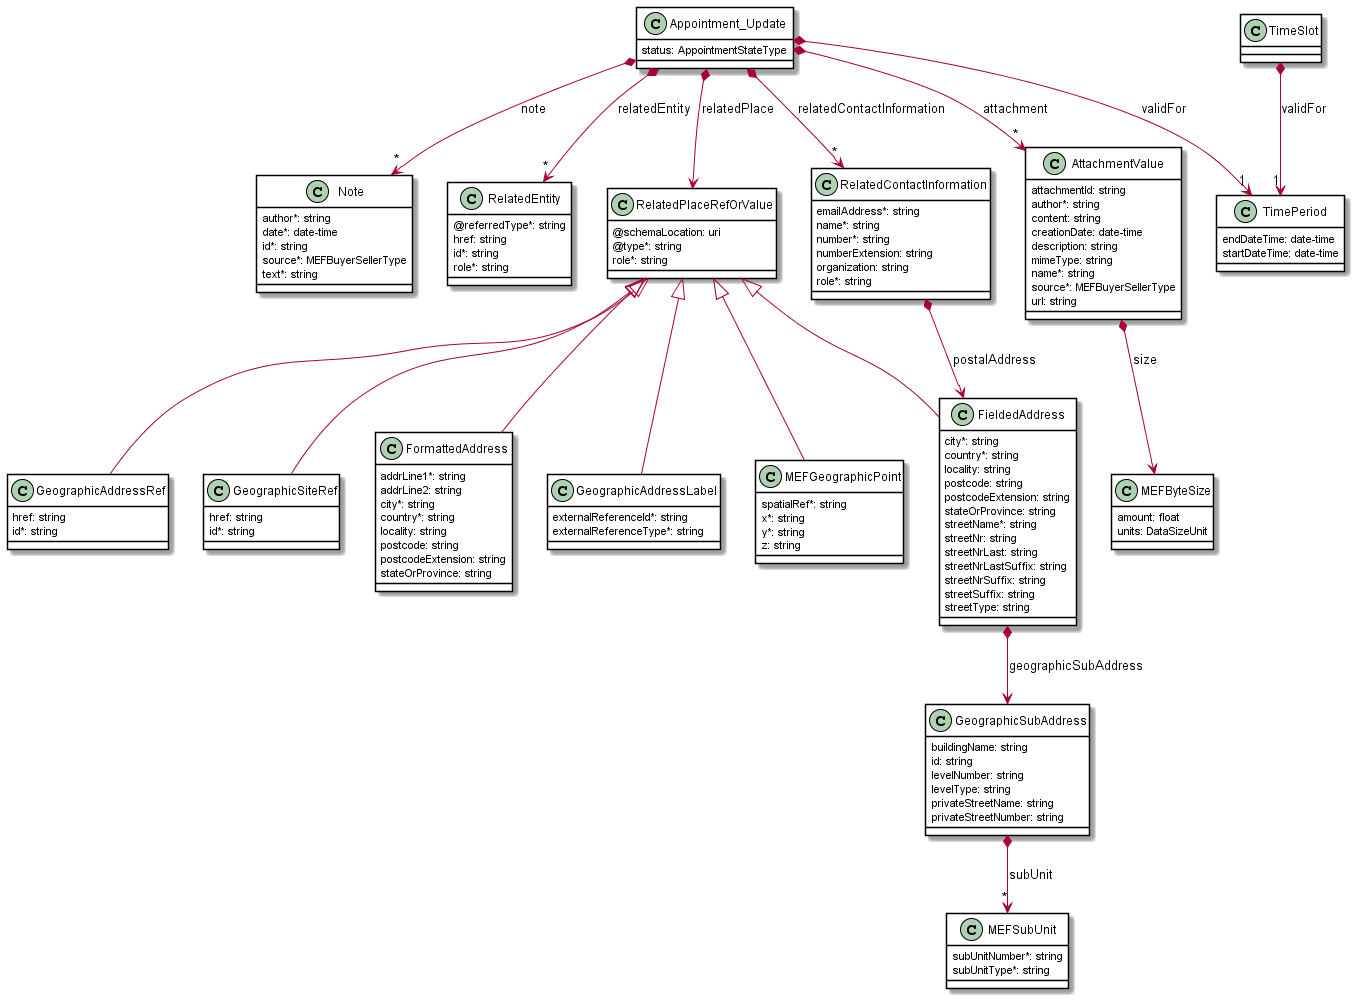 C Appointment_Update
status: AppointmentStateType
C TimeSlot
note
relatedEntity
relatedPlace
relatedContactInformation
attachment
validFor
validFor
*
*
*
*
1
1
C Note
author*: string
date*: date-time
id*: string
source*: MEFBuyerSellerType
text*: string
C RelatedEntity
@referredType*: string
href: string
id*: string
role*: string
C RelatedPlaceRefOrValue
@schemaLocation: uri
@type*: string
role*: string
C RelatedContactInformation
emailAddress*: string
name*: string
number*: string
numberExtension: string
organization: string
role*: string
C AttachmentValue
attachmentId: string
author*: string
content: string
creationDate: date-time
description: string
mimeType: string
name*: string
source*: MEFBuyerSellerType
url: string
C TimePeriod
endDateTime: date-time
startDateTime: date-time
postalAddress
size
C GeographicAddressRef
href: string
id*: string
C GeographicSiteRef
href: string
id*: string
C FormattedAddress
addrLine1*: string
addrLine2: string
city*: string
country*: string
locality: string
postcode: string
postcodeExtension: string
stateOrProvince: string
C GeographicAddressLabel
externalReferenceId*: string
externalReferenceType*: string
C MEFGeographicPoint
spatialRef*: string
x*: string
y*: string
z: string
C FieldedAddress
city*: string
country*: string
locality: string
postcode: string
postcodeExtension: string
stateOrProvince: string
streetName*: string
streetNr: string
streetNrLast: string
streetNrLastSuffix: string
streetNrSuffix: string
streetSuffix: string
streetType: string
C MEFByteSize
amount: float
units: DataSizeUnit
geographicSubAddress
C GeographicSubAddress
buildingName: string
id: string
levelNumber: string
levelType: string
privateStreetName: string
privateStreetNumber: string
subUnit
*
C MEFSubUnit
subUnitNumber*: string
subUnitType*: string